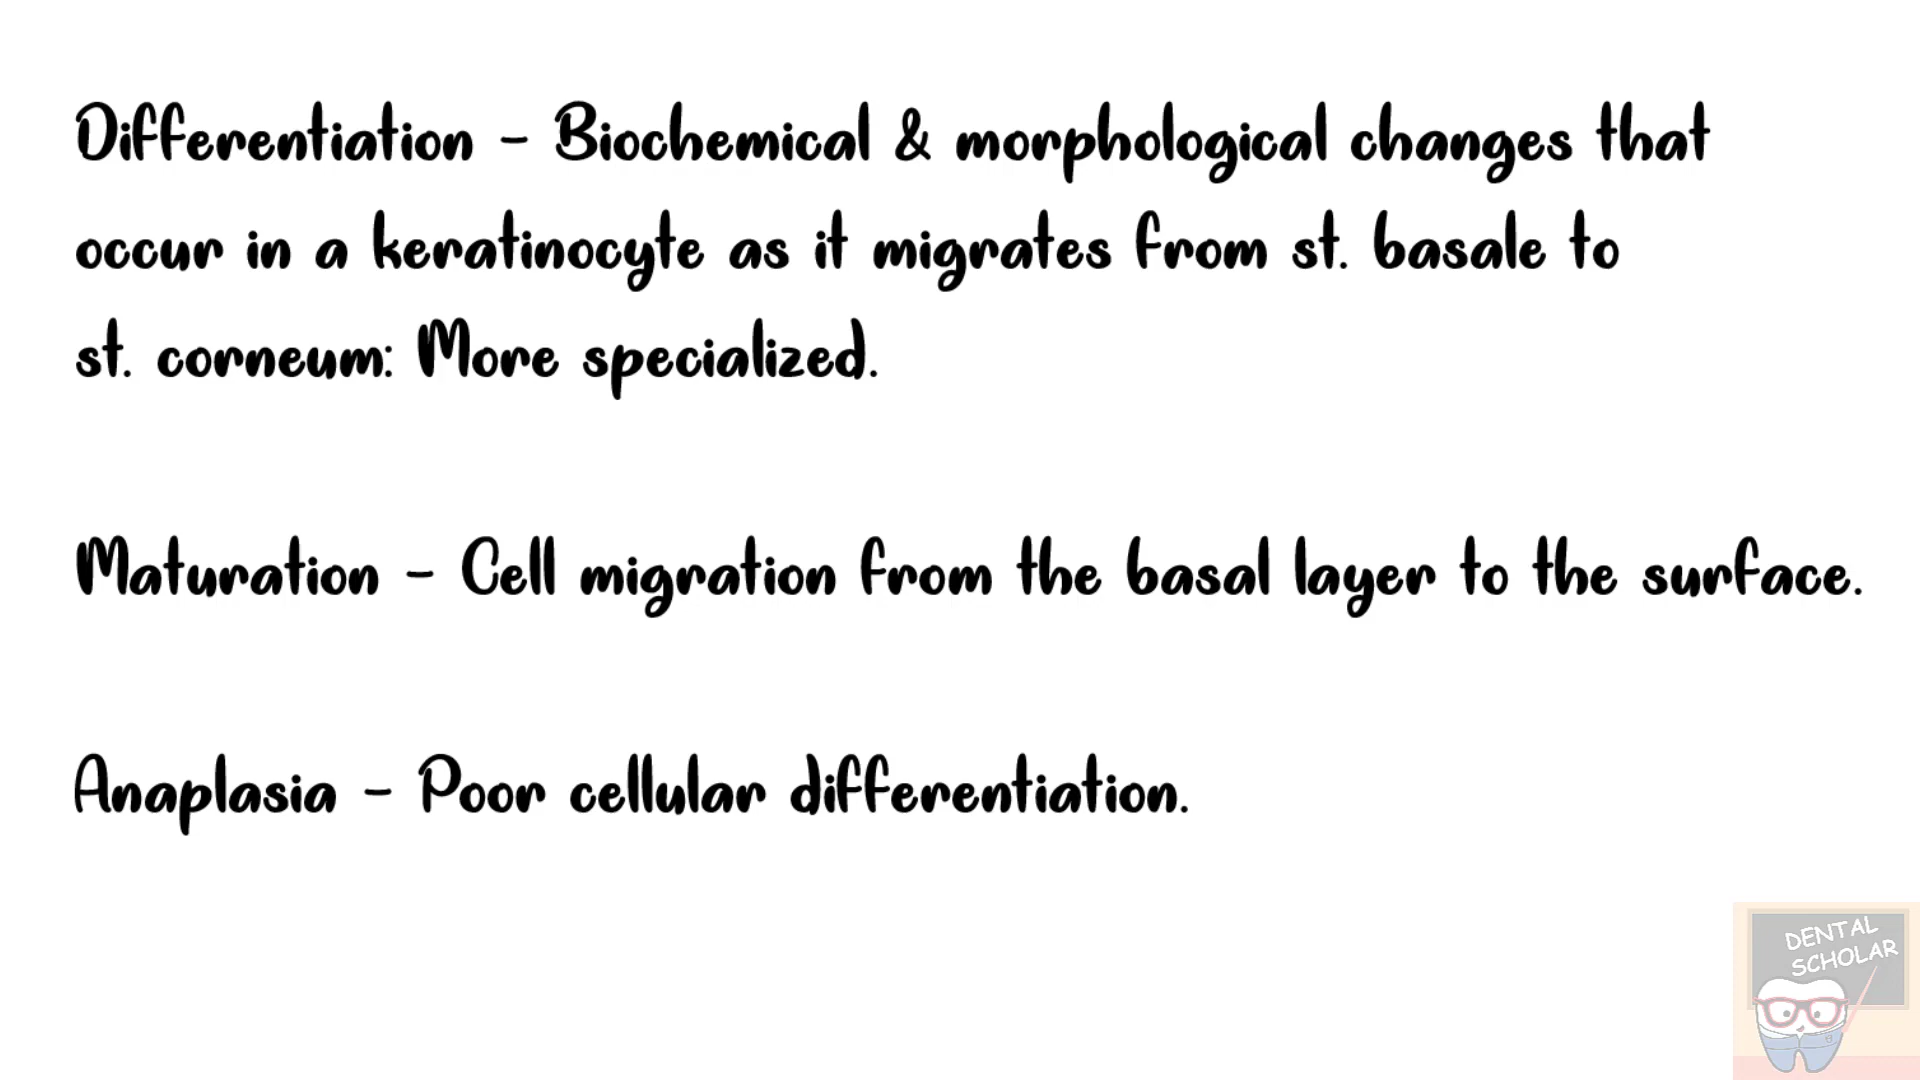 Differentiation - Biochemical & morphological changes that
occur in a keratinocyte as it migrates from st. basale to
st. corneum: More specialized.
Maturation - Cell migration from the basal layer to the surface.
Anaplasia - Poor cellular differentiation.
DENTAL
SCHOLAR